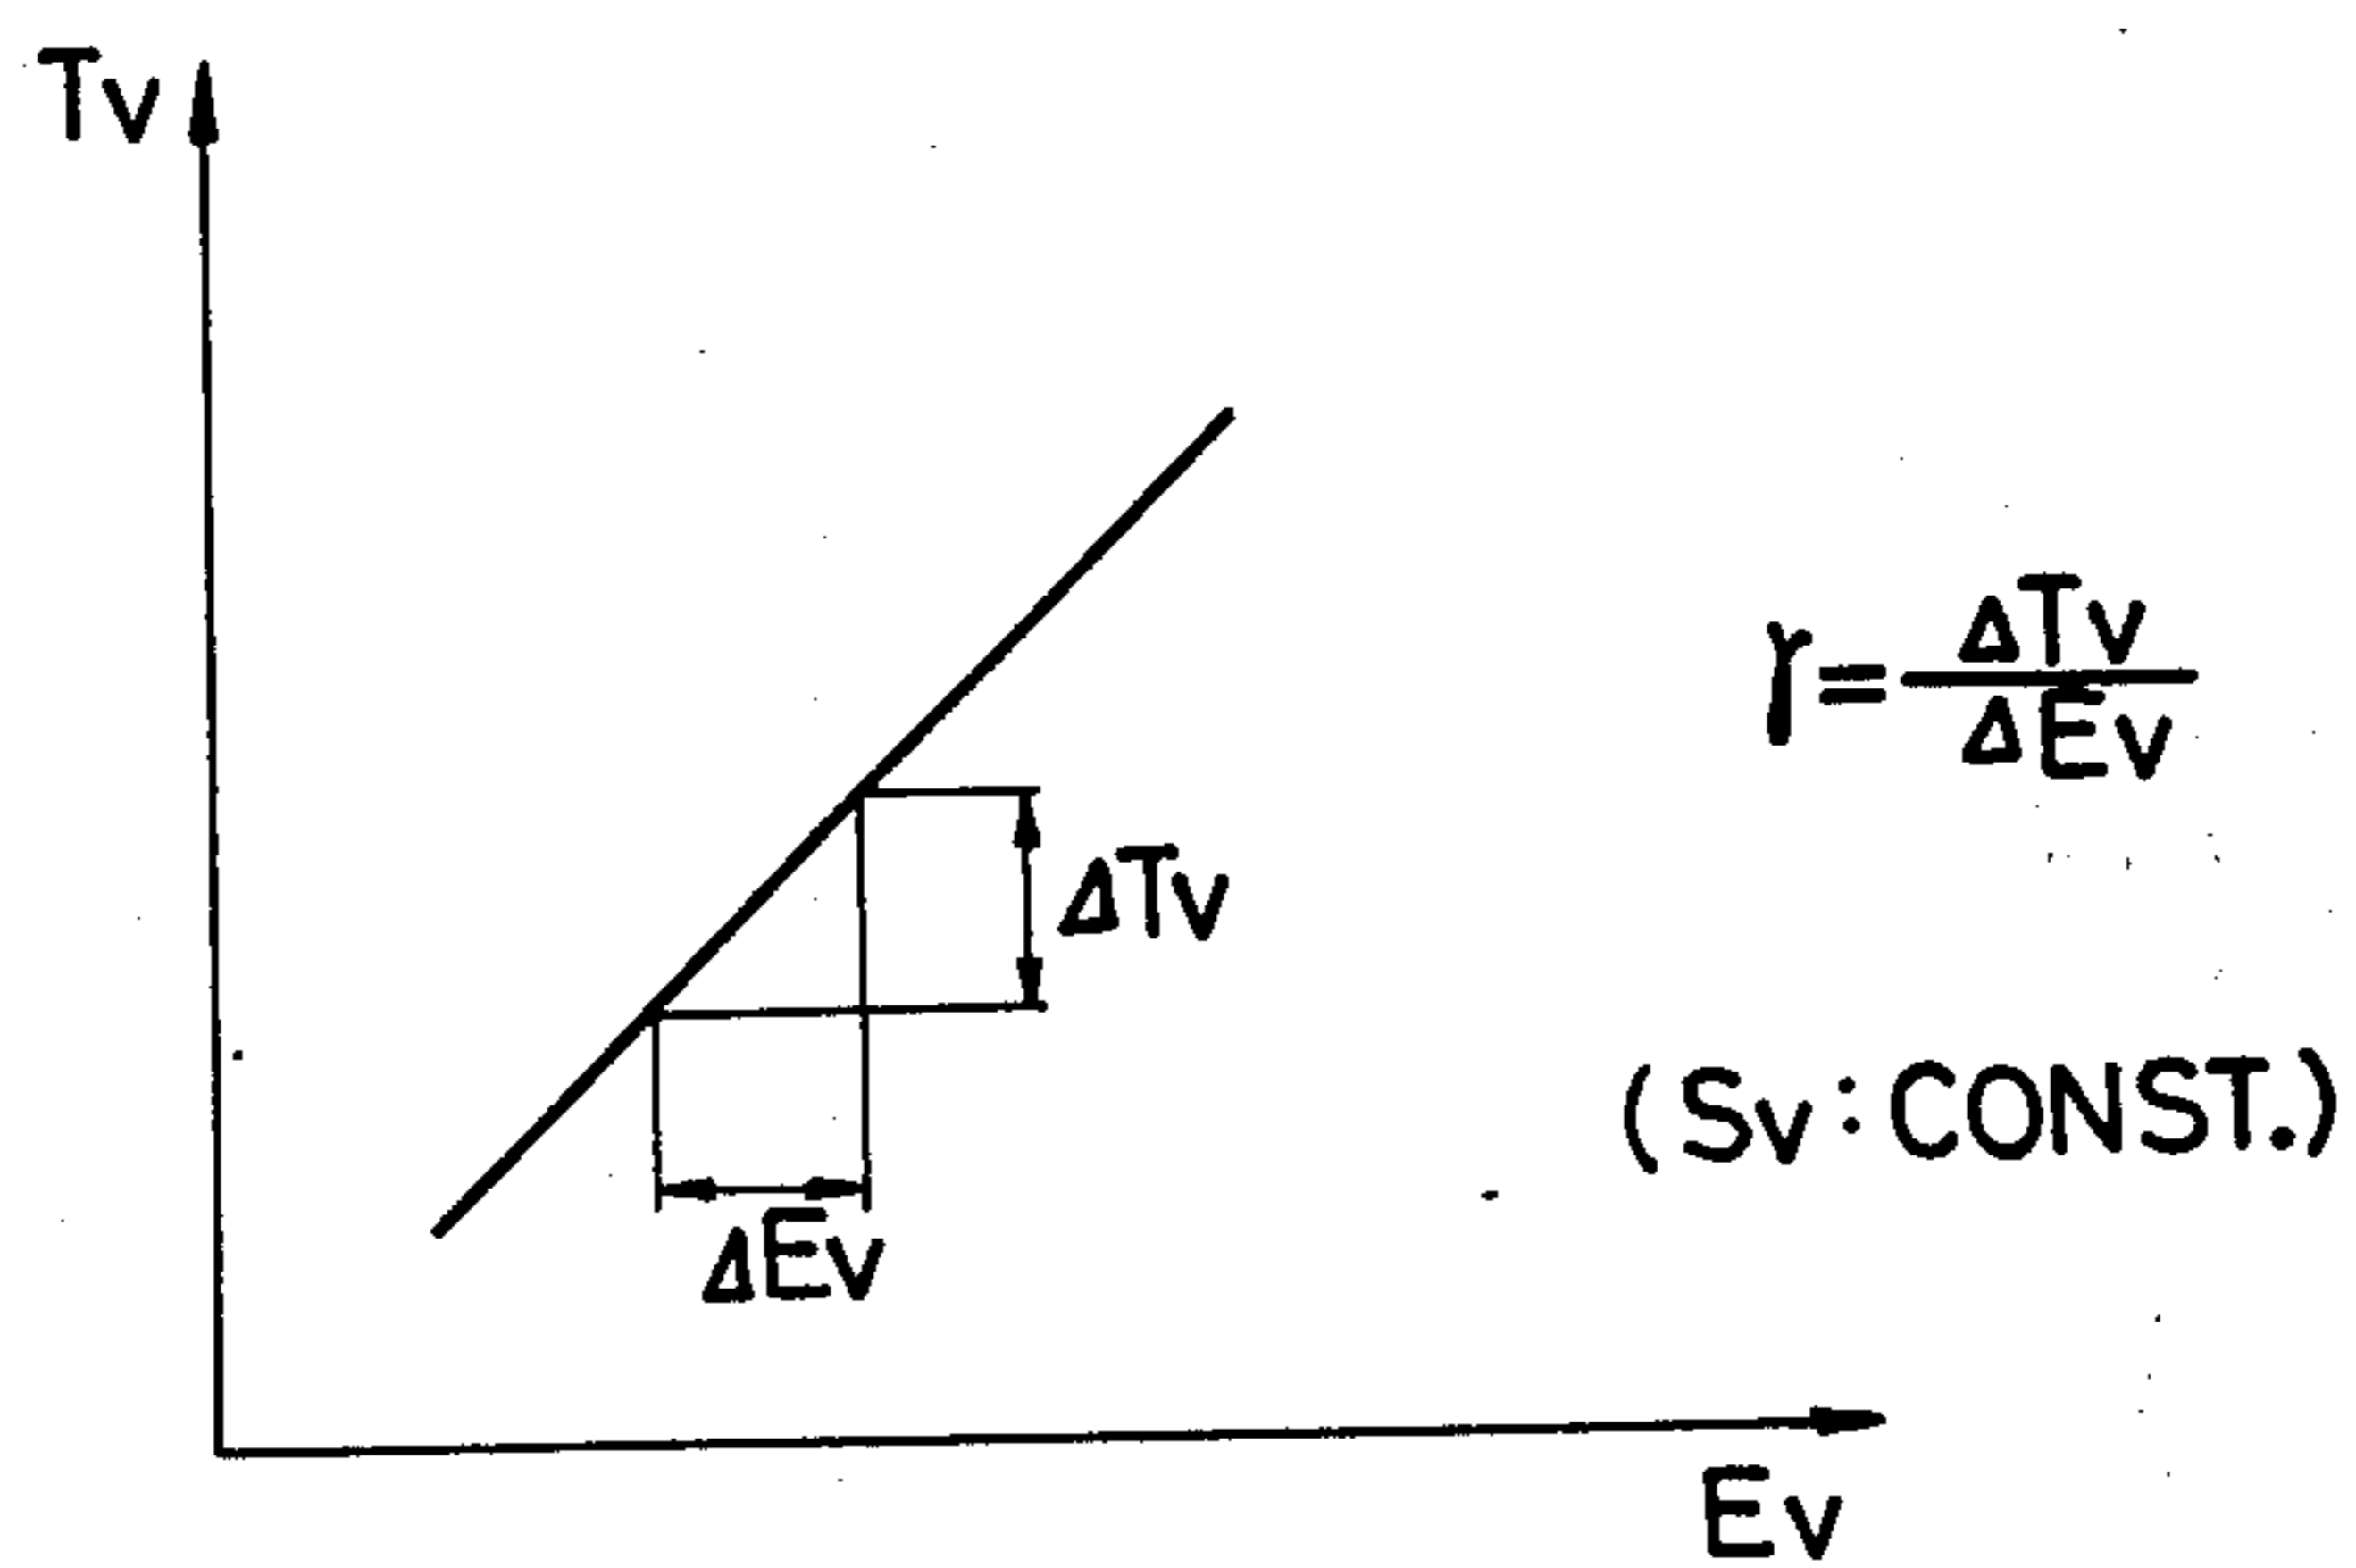 Tv
γ = ΔTv / ΔEv
ΔTv
(Sv : CONST.)
ΔEv
Ev